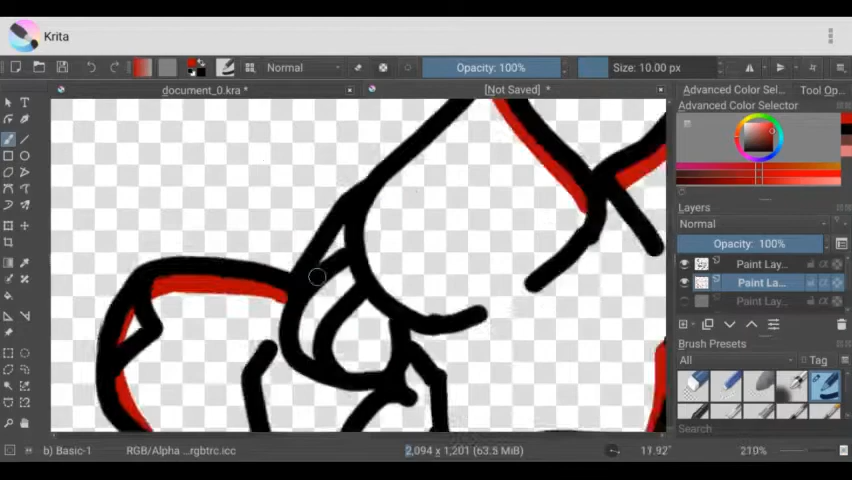 Krita
Normal
Opacity: 100%
Size: 10.00 px
document_0.kra *
[Not Saved] *
Advanced Color Sel...
Tool Op...
Advanced Color Selector
Layers
Normal
Opacity: 100%
Paint Lay...
Paint La...
Paint Lay...
Brush Presets
All
Tag
Search
b) Basic-1
RGB/Alpha ...rgbtrc.icc
2,094 x 1,201 (63.5 MiB)
11.92°
210%